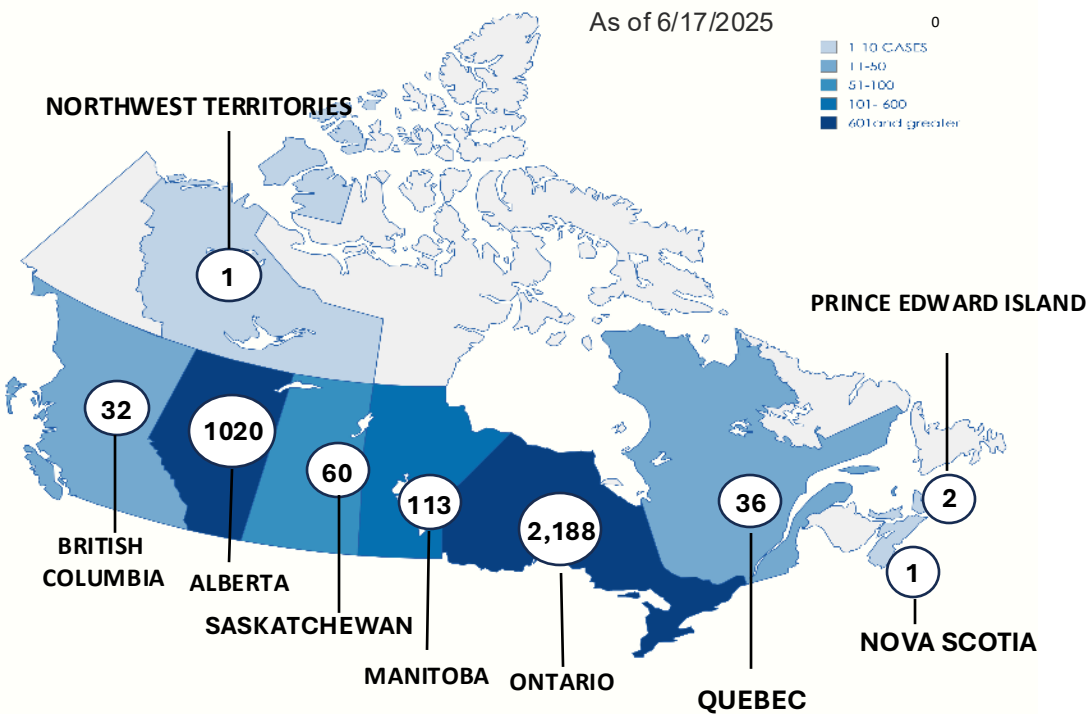 As of 6/17/2025
0
1-10 CASES
11-50
51-100
101- 600
601and greater
NORTHWEST TERRITORIES
1
PRINCE EDWARD ISLAND
32
1020
60
113
2,188
36
2
1
BRITISH
COLUMBIA
ALBERTA
SASKATCHEWAN
MANITOBA
ONTARIO
QUEBEC
NOVA SCOTIA